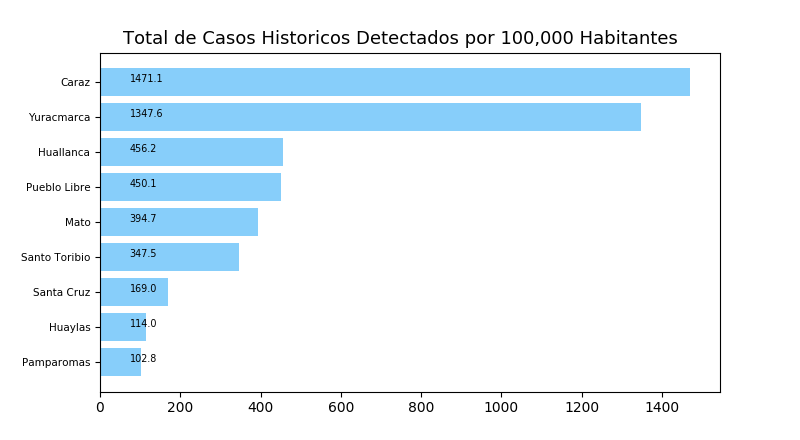 Total de Casos Historicos Detectados por 100,000 Habitantes
Caraz 1471.1
Yuracmarca 1347.6
Huallanca 456.2
Pueblo Libre 450.1
Mato 394.7
Santo Toribio 347.5
Santa Cruz 169.0
Huaylas 114.0
Pamparomas 102.8
0 200 400 600 800 1000 1200 1400